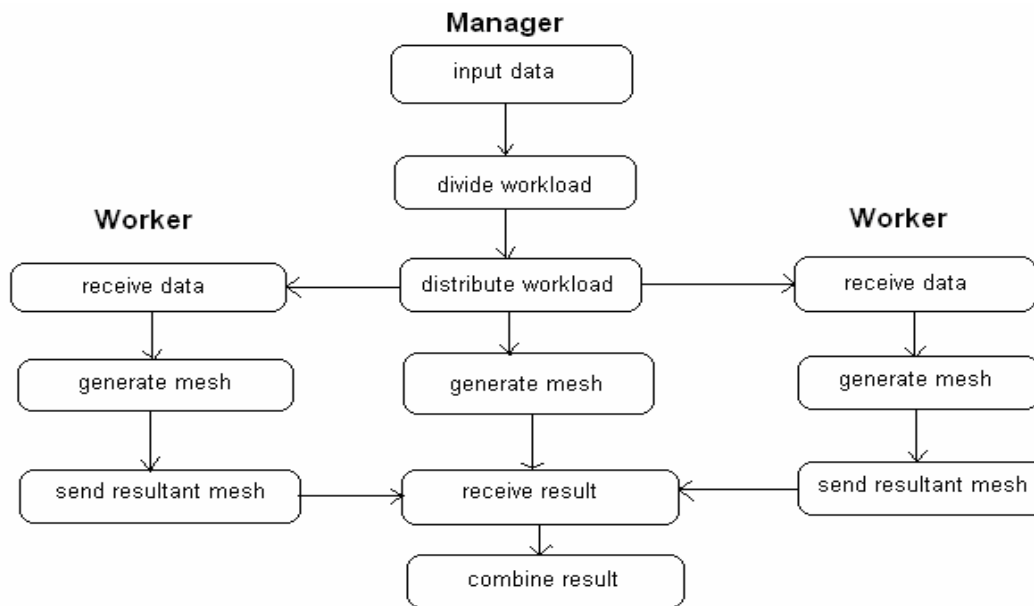 Manager
input data
divide workload
Worker
Worker
receive data
distribute workload
receive data
generate mesh
generate mesh
generate mesh
send resultant mesh
receive result
send resultant mesh
combine result